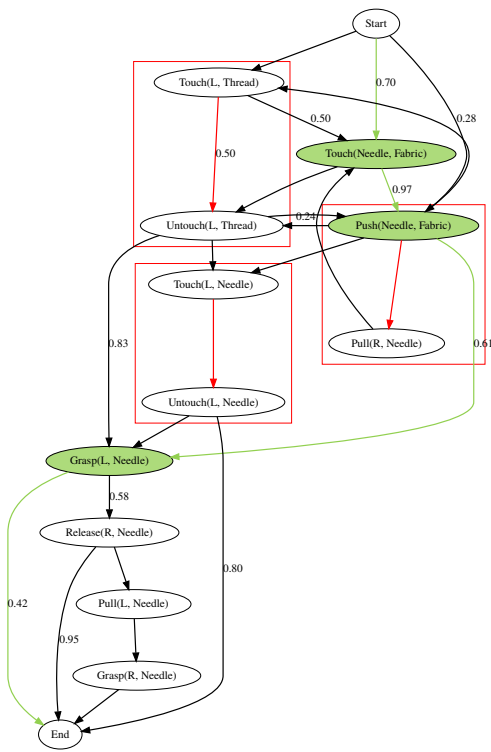 Start
0.70
0.28
Touch(L, Thread)
0.50
0.50
Touch(Needle, Fabric)
0.97
0.24
Untouch(L, Thread)
Push(Needle, Fabric)
Touch(L, Needle)
0.83
Pull(R, Needle)
0.61
Untouch(L, Needle)
Grasp(L, Needle)
0.58
Release(R, Needle)
0.80
0.42
Pull(L, Needle)
0.95
Grasp(R, Needle)
End